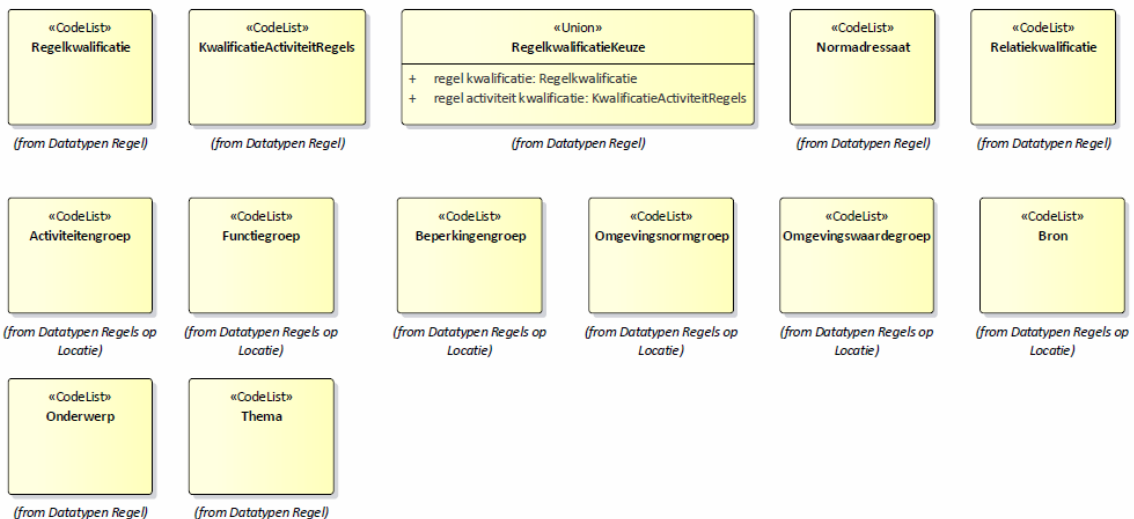 «CodeList»
Regelkwalificatie
(from Datatypen Regel)
«CodeList»
KwalificatieActiviteitRegels
(from Datatypen Regel)
«Union»
RegelkwalificatieKeuze
+ regel kwalificatie: Regelkwalificatie
+ regel activiteit kwalificatie: KwalificatieActiviteitRegels
(from Datatypen Regel)
«CodeList»
Normadressaat
(from Datatypen Regel)
«CodeList»
Relatiekwalificatie
(from Datatypen Regel)
«CodeList»
Activiteitengroep
(from Datatypen Regels op
Locatie)
«CodeList»
Functiegroep
(from Datatypen Regels op
Locatie)
«CodeList»
Beperkingengroep
(from Datatypen Regels op
Locatie)
«CodeList»
Omgevingsnormgroep
(from Datatypen Regels op
Locatie)
«CodeList»
Omgevingswaardegroep
(from Datatypen Regels op
Locatie)
«CodeList»
Bron
(from Datatypen Regels op
Locatie)
«CodeList»
Onderwerp
(from Datatypen Regel)
«CodeList»
Thema
(from Datatypen Regel)